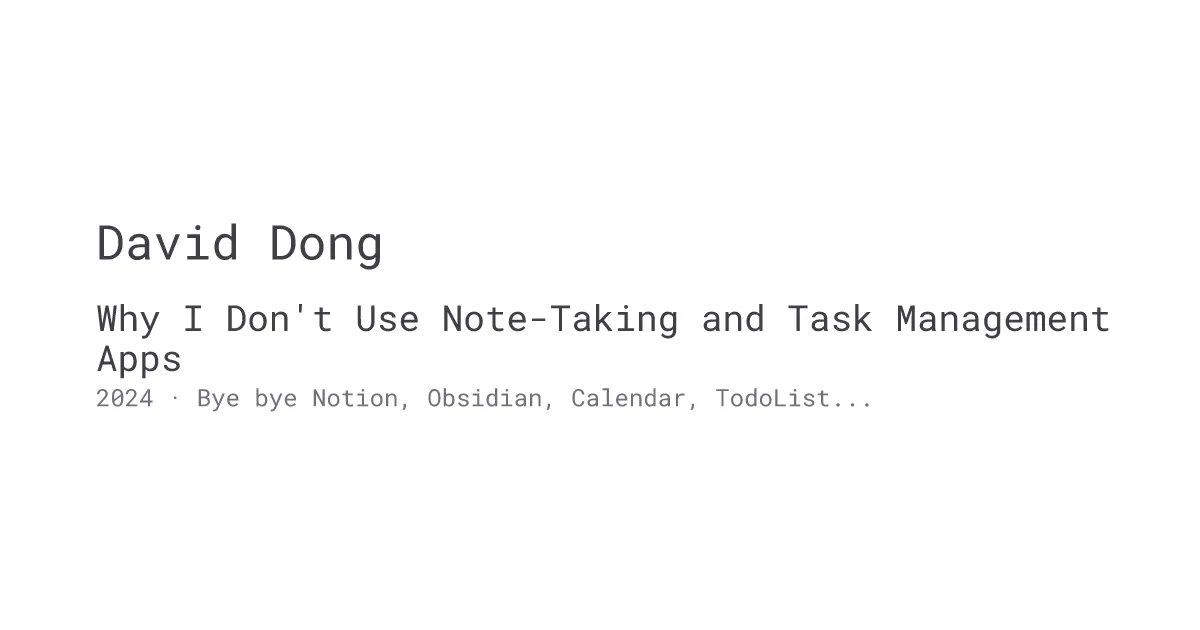 David Dong
Why I Don't Use Note-Taking and Task Management
Apps
2024 · Bye bye Notion, Obsidian, Calendar, TodoList...